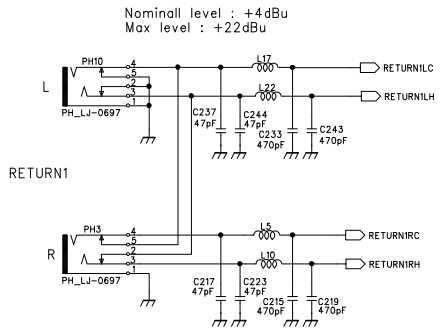 Nominall level : +4dBu
Max level : +22dBu
L
PH10
4
5
2
3
1
PH_LJ-0697
L17
RETURN1LC
L22
RETURN1LH
C237
47pF
C244
47pF
C233
470pF
C243
470pF
RETURN1
R
PH3
4
5
2
3
1
PH_LJ-0697
L5
RETURN1RC
L10
RETURN1RH
C217
47pF
C223
47pF
C215
470pF
C219
470pF